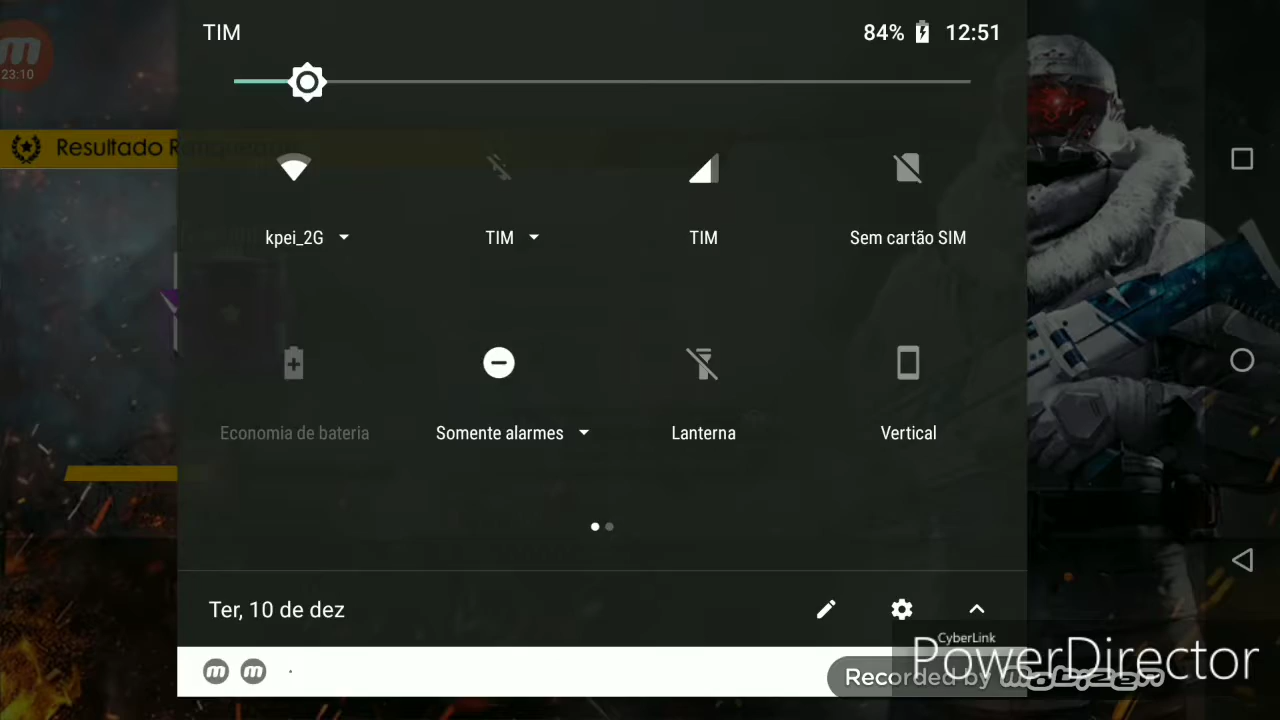 TIM
84% 12:51
m
23:10
Resultado
kpei_2G
TIM
TIM
Sem cartão SIM
Economia de bateria
Somente alarmes
Lanterna
Vertical
Ter, 10 de dez
m m
CyberLink
PowerDirector
Recorded by mobizen